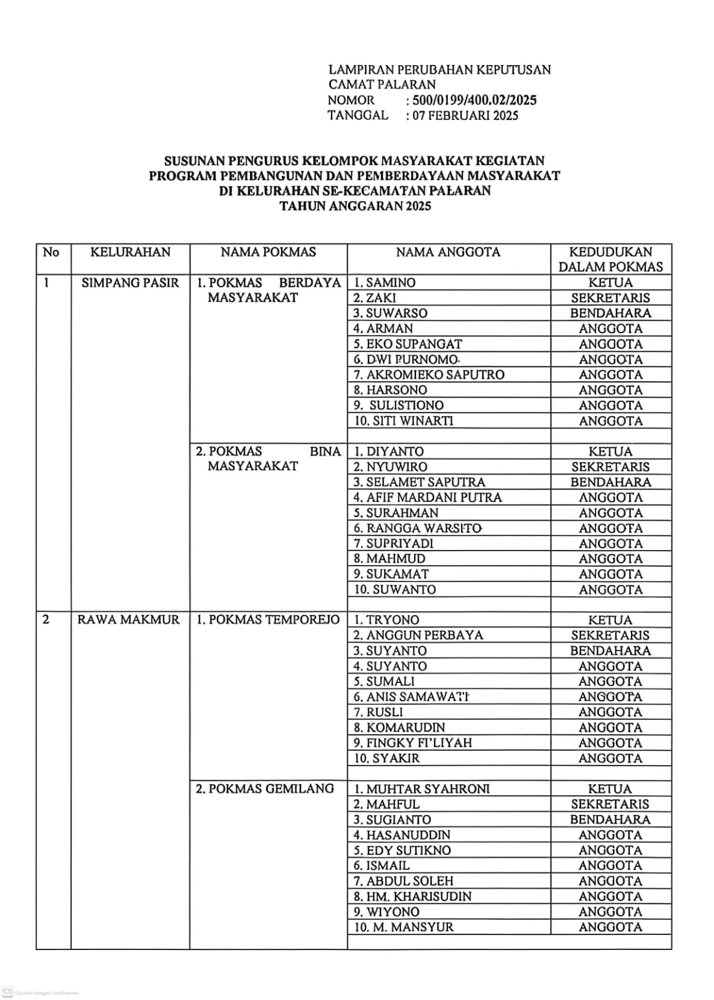 LAMPIRAN PERUBAHAN KEPUTUSAN
CAMAT PALARAN
NOMOR : 500/0199/400.02/2025
TANGGAL : 07 FEBRUARI 2025
SUSUNAN PENGURUS KELOMPOK MASYARAKAT KEGIATAN
PROGRAM PEMBANGUNAN DAN PEMBERDAYAAN MASYARAKAT
DI KELURAHAN SE-KECAMATAN PALARAN
TAHUN ANGGARAN 2025
No KELURAHAN NAMA POKMAS NAMA ANGGOTA KEDUDUKAN
DALAM POKMAS
1 SIMPANG PASIR 1. POKMAS BERDAYA 1. SAMINO KETUA
MASYARAKAT 2. ZAKI SEKRETARIS
3. SUWARSO BENDAHARA
4. ARMAN ANGGOTA
5. EKO SUPANGAT ANGGOTA
6. DWI PURNOMO ANGGOTA
7. AKROMIEKO SAPUTRO ANGGOTA
8. HARSONO ANGGOTA
9. SULISTIONO ANGGOTA
10. SITI WINARTI ANGGOTA
2. POKMAS BINA 1. DIYANTO KETUA
MASYARAKAT 2. NYUWIRO SEKRETARIS
3. SELAMET SAPUTRA BENDAHARA
4. AFIF MARDANI PUTRA ANGGOTA
5. SURAHMAN ANGGOTA
6. RANGGA WARSITO ANGGOTA
7. SUPRIYADI ANGGOTA
8. MAHMUD ANGGOTA
9. SUKAMAT ANGGOTA
10. SUWANTO ANGGOTA
2 RAWA MAKMUR 1. POKMAS TEMPOREJO 1. TRYONO KETUA
2. ANGGUN PERBAYA SEKRETARIS
3. SUYANTO BENDAHARA
4. SUYANTO ANGGOTA
5. SUMALI ANGGOTA
6. ANIS SAMAWATI ANGGOTA
7. RUSLI ANGGOTA
8. KOMARUDIN ANGGOTA
9. FINGKY FI'LIYAH ANGGOTA
10. SYAKIR ANGGOTA
2. POKMAS GEMILANG 1. MUHTAR SYAHRONI KETUA
2. MAHFUL SEKRETARIS
3. SUGIANTO BENDAHARA
4. HASANUDDIN ANGGOTA
5. EDY SUTIKNO ANGGOTA
6. ISMAIL ANGGOTA
7. ABDUL SOLEH ANGGOTA
8. HM. KHARISUDIN ANGGOTA
9. WIYONO ANGGOTA
10. M. MANSYUR ANGGOTA
CS Dipindai dengan CamScanner